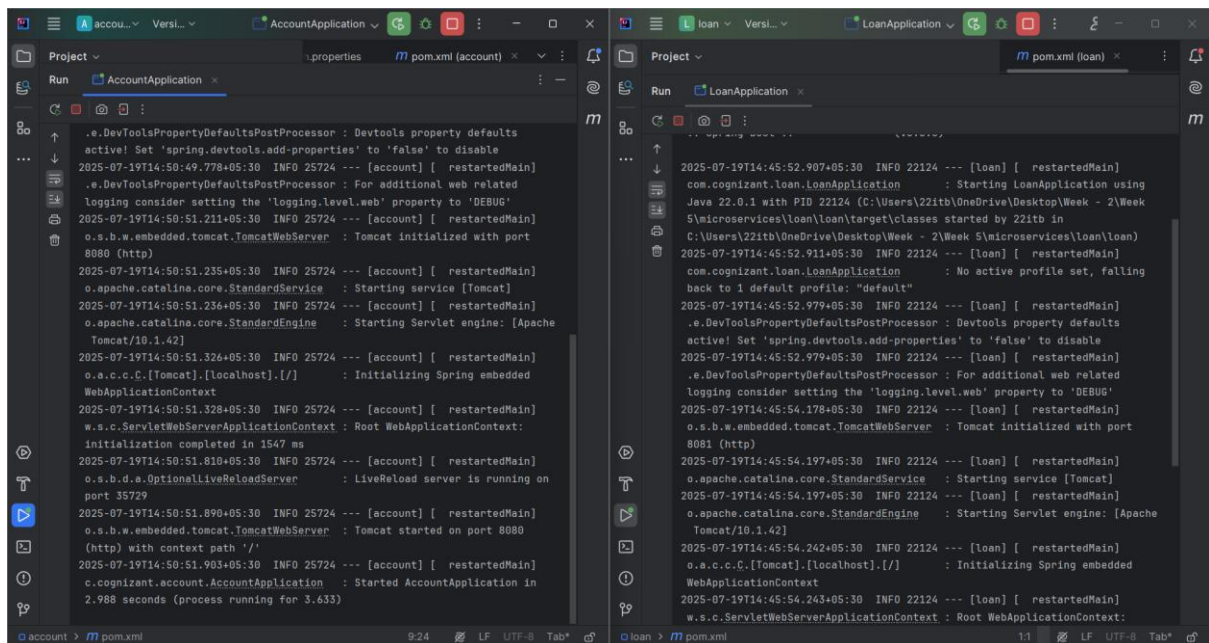 A accou... Versi... AccountApplication
Project
n.properties
m pom.xml (account)
Run AccountApplication
.e.DevToolsPropertyDefaultsPostProcessor : Devtools property defaults
active! Set 'spring.devtools.add-properties' to 'false' to disable
2025-07-19T14:50:49.778+05:30 INFO 25724 --- [account] [ restartedMain]
.e.DevToolsPropertyDefaultsPostProcessor : For additional web related
logging consider setting the 'logging.level.web' property to 'DEBUG'
2025-07-19T14:50:51.211+05:30 INFO 25724 --- [account] [ restartedMain]
o.s.b.w.embedded.tomcat.TomcatWebServer : Tomcat initialized with port
8080 (http)
2025-07-19T14:50:51.235+05:30 INFO 25724 --- [account] [ restartedMain]
o.apache.catalina.core.StandardService : Starting service [Tomcat]
2025-07-19T14:50:51.236+05:30 INFO 25724 --- [account] [ restartedMain]
o.apache.catalina.core.StandardEngine : Starting Servlet engine: [Apache
Tomcat/10.1.42]
2025-07-19T14:50:51.326+05:30 INFO 25724 --- [account] [ restartedMain]
o.a.c.c.C.[Tomcat].[localhost].[/] : Initializing Spring embedded
WebApplicationContext
2025-07-19T14:50:51.328+05:30 INFO 25724 --- [account] [ restartedMain]
w.s.c.ServletWebServerApplicationContext : Root WebApplicationContext:
initialization completed in 1547 ms
2025-07-19T14:50:51.810+05:30 INFO 25724 --- [account] [ restartedMain]
o.s.b.d.a.OptionalLiveReloadServer : LiveReload server is running on
port 35729
2025-07-19T14:50:51.890+05:30 INFO 25724 --- [account] [ restartedMain]
o.s.b.w.embedded.tomcat.TomcatWebServer : Tomcat started on port 8080
(http) with context path '/'
2025-07-19T14:50:51.903+05:30 INFO 25724 --- [account] [ restartedMain]
c.cognizant.account.AccountApplication : Started AccountApplication in
2.988 seconds (process running for 3.633)
account > m pom.xml 9:24 LF UTF-8 Tab*
L loan Versi... LoanApplication
Project
m pom.xml (loan)
Run LoanApplication
2025-07-19T14:45:52.907+05:30 INFO 22124 --- [loan] [ restartedMain]
com.cognizant.loan.LoanApplication : Starting LoanApplication using
Java 22.0.1 with PID 22124 (C:\Users\22itb\OneDrive\Desktop\Week - 2\Week
5\microservices\loan\loan\target\classes started by 22itb in
C:\Users\22itb\OneDrive\Desktop\Week - 2\Week 5\microservices\loan\loan)
2025-07-19T14:45:52.911+05:30 INFO 22124 --- [loan] [ restartedMain]
com.cognizant.loan.LoanApplication : No active profile set, falling
back to 1 default profile: "default"
2025-07-19T14:45:52.979+05:30 INFO 22124 --- [loan] [ restartedMain]
.e.DevToolsPropertyDefaultsPostProcessor : Devtools property defaults
active! Set 'spring.devtools.add-properties' to 'false' to disable
2025-07-19T14:45:52.979+05:30 INFO 22124 --- [loan] [ restartedMain]
.e.DevToolsPropertyDefaultsPostProcessor : For additional web related
logging consider setting the 'logging.level.web' property to 'DEBUG'
2025-07-19T14:45:54.178+05:30 INFO 22124 --- [loan] [ restartedMain]
o.s.b.w.embedded.tomcat.TomcatWebServer : Tomcat initialized with port
8081 (http)
2025-07-19T14:45:54.197+05:30 INFO 22124 --- [loan] [ restartedMain]
o.apache.catalina.core.StandardService : Starting service [Tomcat]
2025-07-19T14:45:54.197+05:30 INFO 22124 --- [loan] [ restartedMain]
o.apache.catalina.core.StandardEngine : Starting Servlet engine: [Apache
Tomcat/10.1.42]
2025-07-19T14:45:54.242+05:30 INFO 22124 --- [loan] [ restartedMain]
o.a.c.c.C.[Tomcat].[localhost].[/] : Initializing Spring embedded
WebApplicationContext
2025-07-19T14:45:54.243+05:30 INFO 22124 --- [loan] [ restartedMain]
w.s.c.ServletWebServerApplicationContext : Root WebApplicationContext:
loan > m pom.xml 1:1 LF UTF-8 Tab*